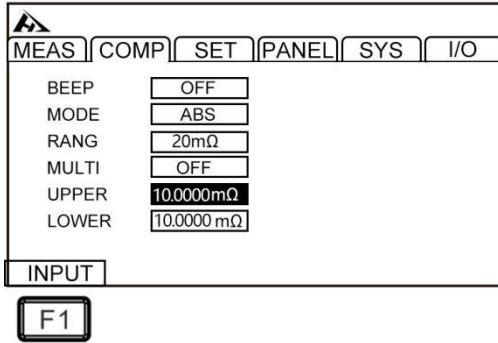 MEAS COMP SET PANEL SYS I/O
BEEP OFF
MODE ABS
RANG 20mΩ
MULTI OFF
UPPER 10.0000mΩ
LOWER 10.0000 mΩ
INPUT
F1